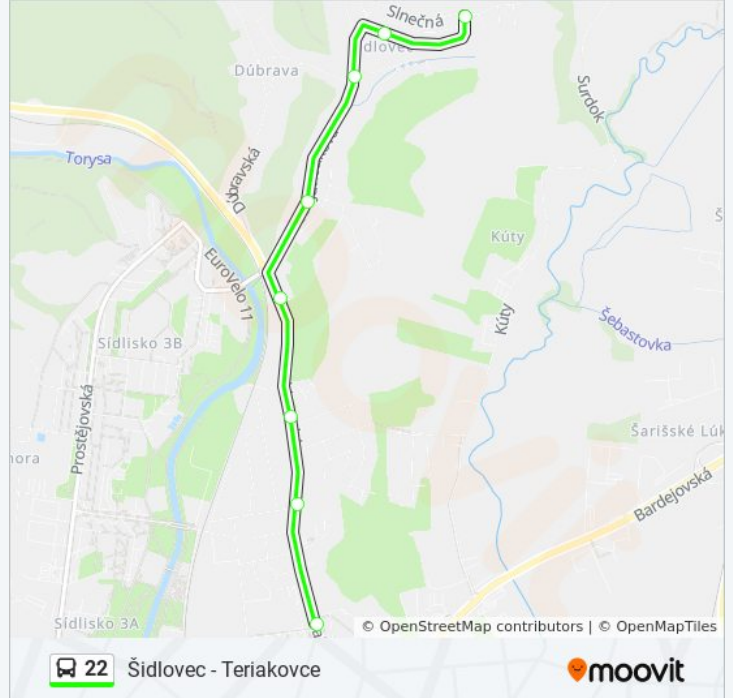 Slnečná
dlovec
Dúbrava
Surdok
Torysa
Dúbravská
Kúty
EuroVelo 11
Kúty
Šebastovka
Sídlisko 3B
Prostějovská
Šarišské Lúk
nora
Bardejovská
Sídlisko 3A
© OpenStreetMap contributors | © OpenMapTiles
22 Šidlovec - Teriakovce
moovit